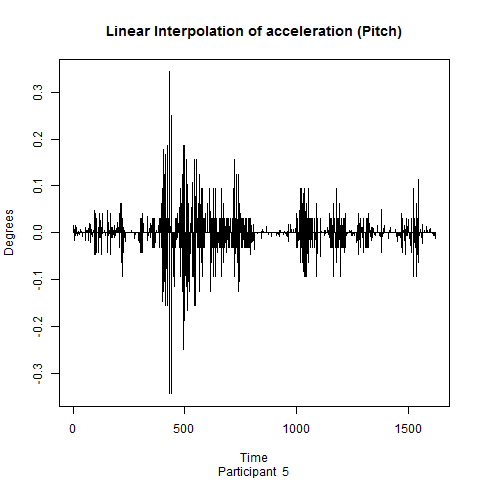 Linear Interpolation of acceleration (Pitch)
Degrees
0.3
0.2
0.1
0.0
-0.1
-0.2
-0.3
0 500 1000 1500
Time
Participant 5